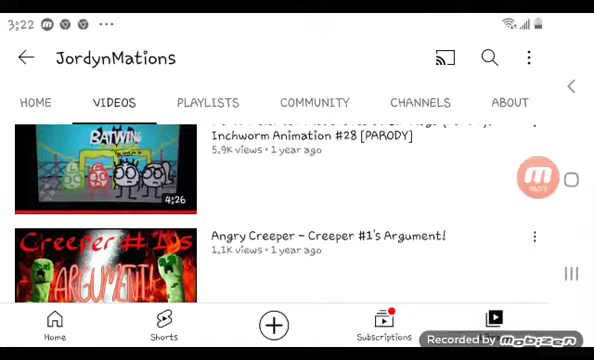 3:22
JordynMations
HOME VIDEOS PLAYLISTS COMMUNITY CHANNELS ABOUT
Inchworm Animation #28 [PARODY]
5,9K views • 1 year ago
BATWING
4:26
Angry Creeper - Creeper #1's Argument!
1,1K views • 1 year ago
Creeper #1's
ARGUMENT!
Home Shorts Subscriptions
Recorded by Mobizen